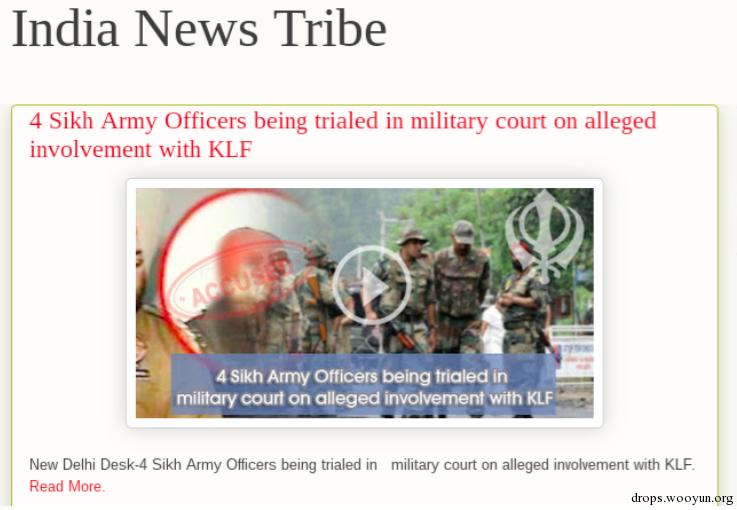 India News Tribe
4 Sikh Army Officers being trialed in military court on alleged
involvement with KLF
ACCUSED
4 Sikh Army Officers being trialed in
military court on alleged involvement with KLF
New Delhi Desk-4 Sikh Army Officers being trialed in military court on alleged involvement with KLF.
Read More.
drops.wooyun.org